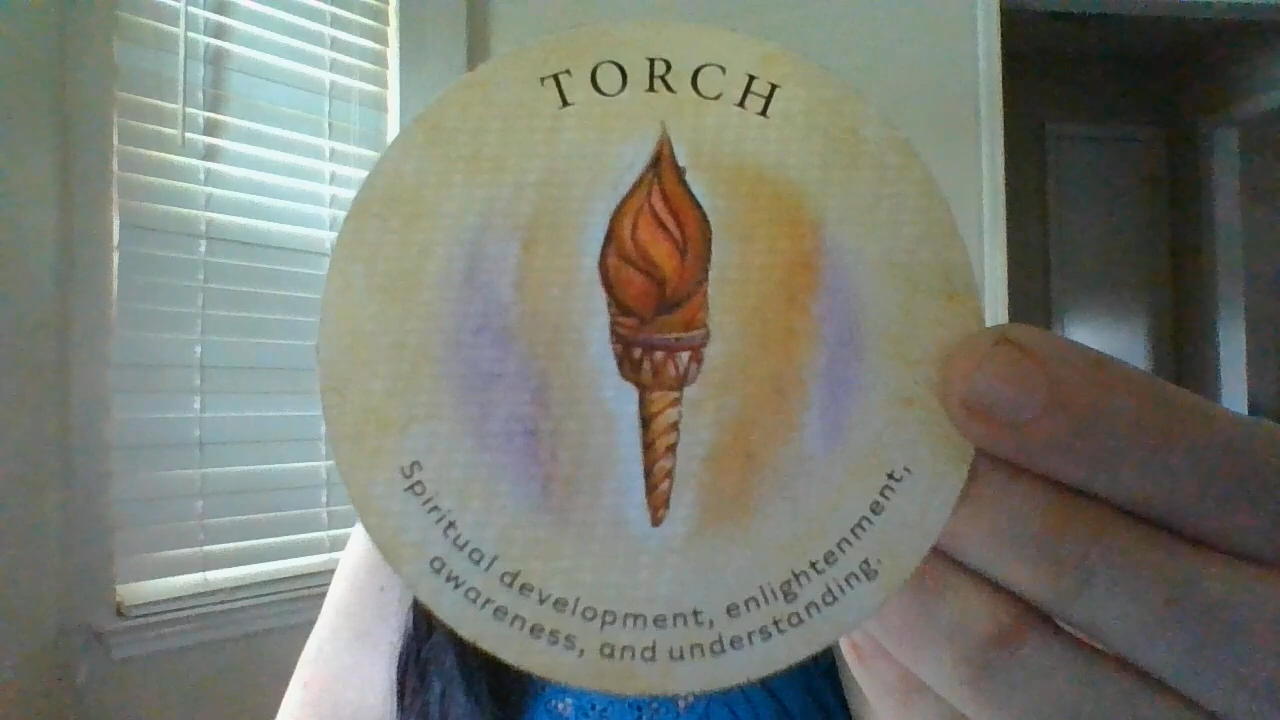 TORCH
Spiritual development, enlightenment,
awareness, and understanding.